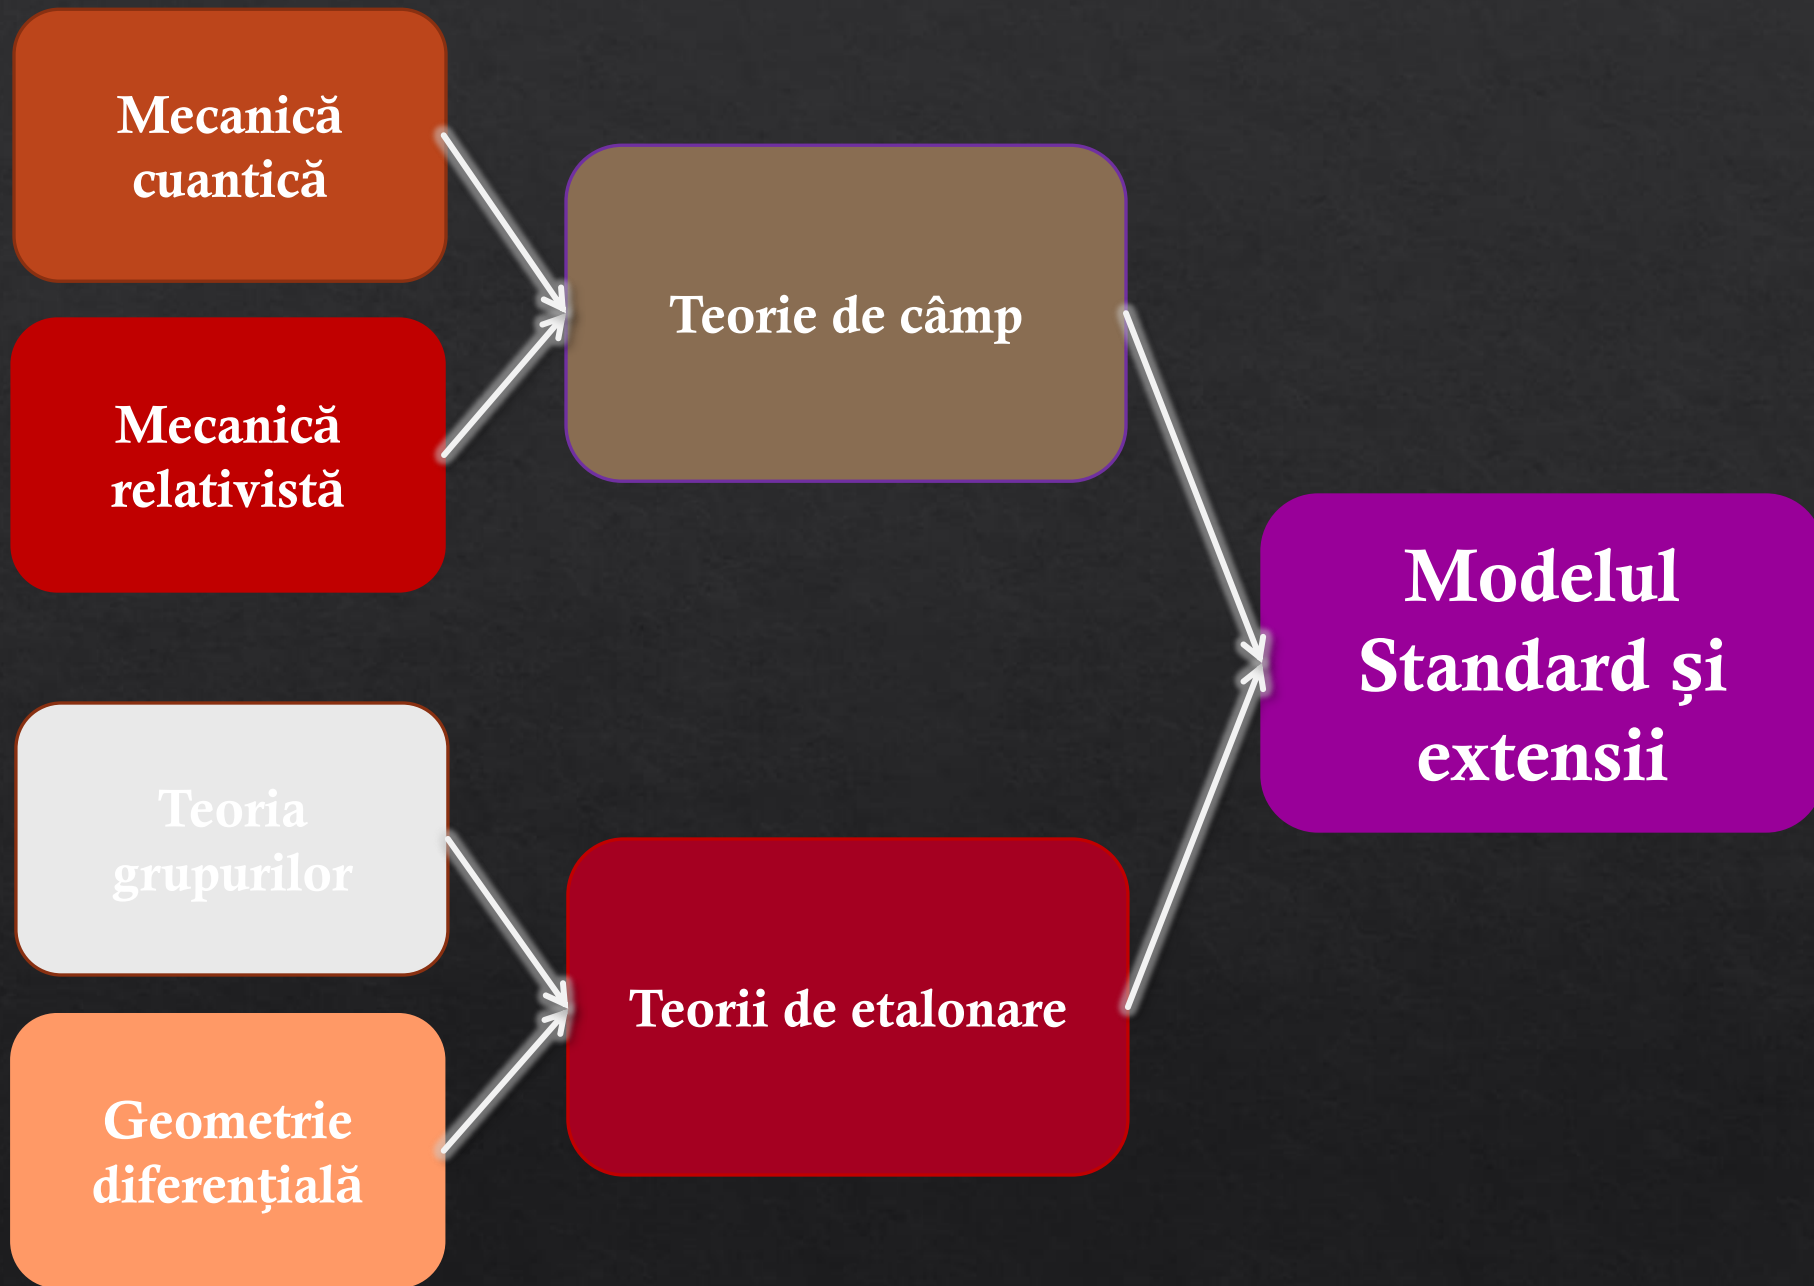 Mecanică
cuantică
Mecanică
relativistă
Teorie de câmp
Modelul
Standard și
extensii
Teoria
grupurilor
Teorii de etalonare
Geometrie
diferențială